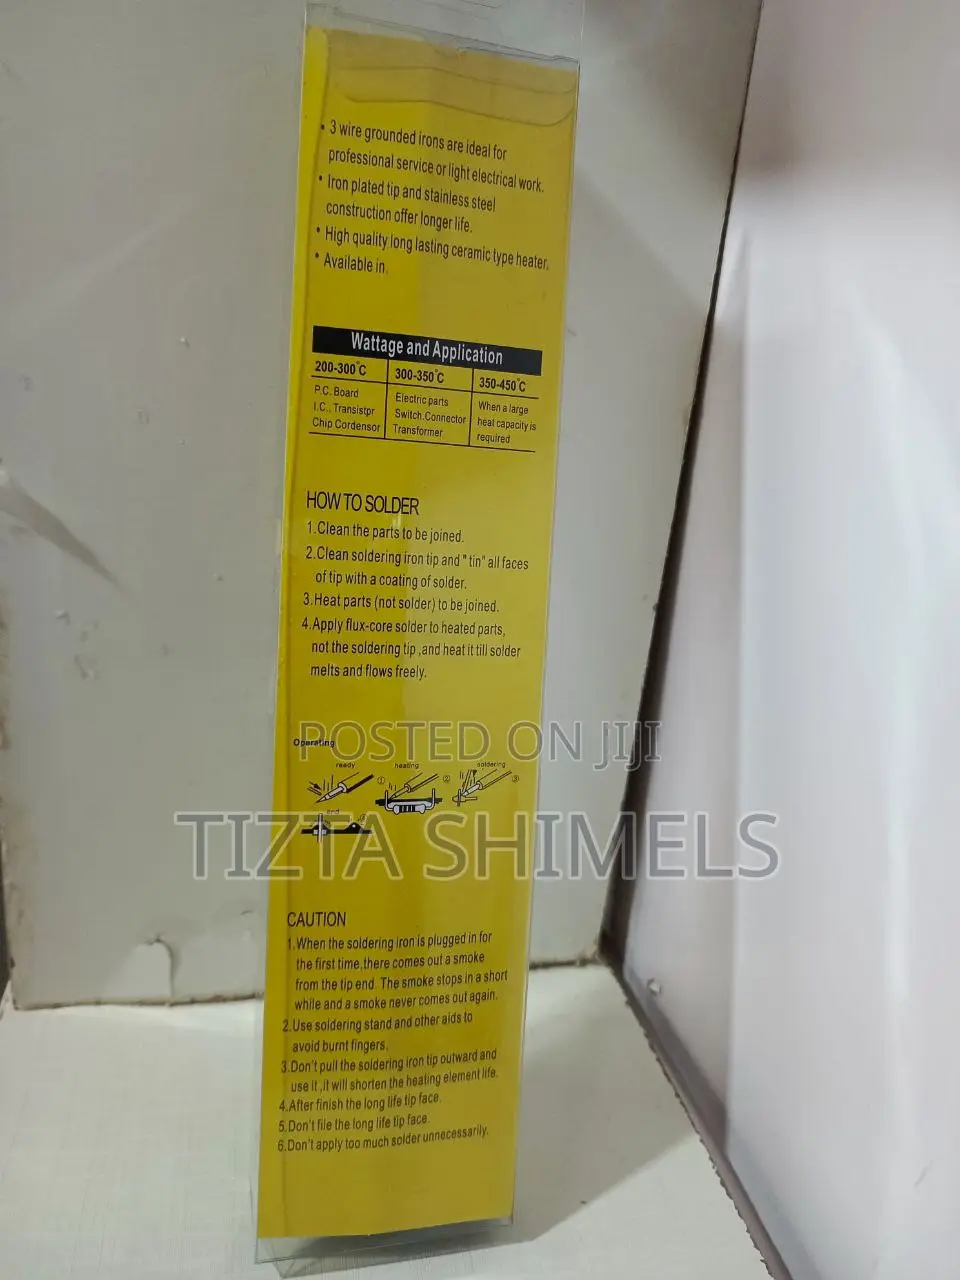 • 3 wire grounded irons are ideal for
professional service or light electrical work.
• Iron plated tip and stainless steel
construction offer longer life.
• High quality long lasting ceramic type heater.
• Available in.
Wattage and Application
200-300°C 300-350°C 350-450°C
P.C. Board
I.C.. Transistpr
Chip Cordensor
Electric parts
Switch.Connector
Transformer
When a large
heat capacity is
required
HOW TO SOLDER
1.Clean the parts to be joined.
2.Clean soldering iron tip and " tin" all faces
of tip with a coating of solder.
3.Heat parts (not solder) to be joined.
4.Apply flux-core solder to heated parts,
not the soldering tip ,and heat it till solder
melts and flows freely.
POSTED ON JIJI
Operating
ready ① heating ② soldering ③
end
TIZTA SHIMELS
CAUTION
1.When the soldering iron is plugged in for
the first time,there comes out a smoke
from the tip end. The smoke stops in a short
while and a smoke never comes out again.
2.Use soldering stand and other aids to
avoid burnt fingers.
3.Don't pull the soldering iron tip outward and
use it ,it will shorten the heating element life.
4.After finish the long life tip face.
5.Don't file the long life tip face.
6.Don't apply too much solder unnecessarily.